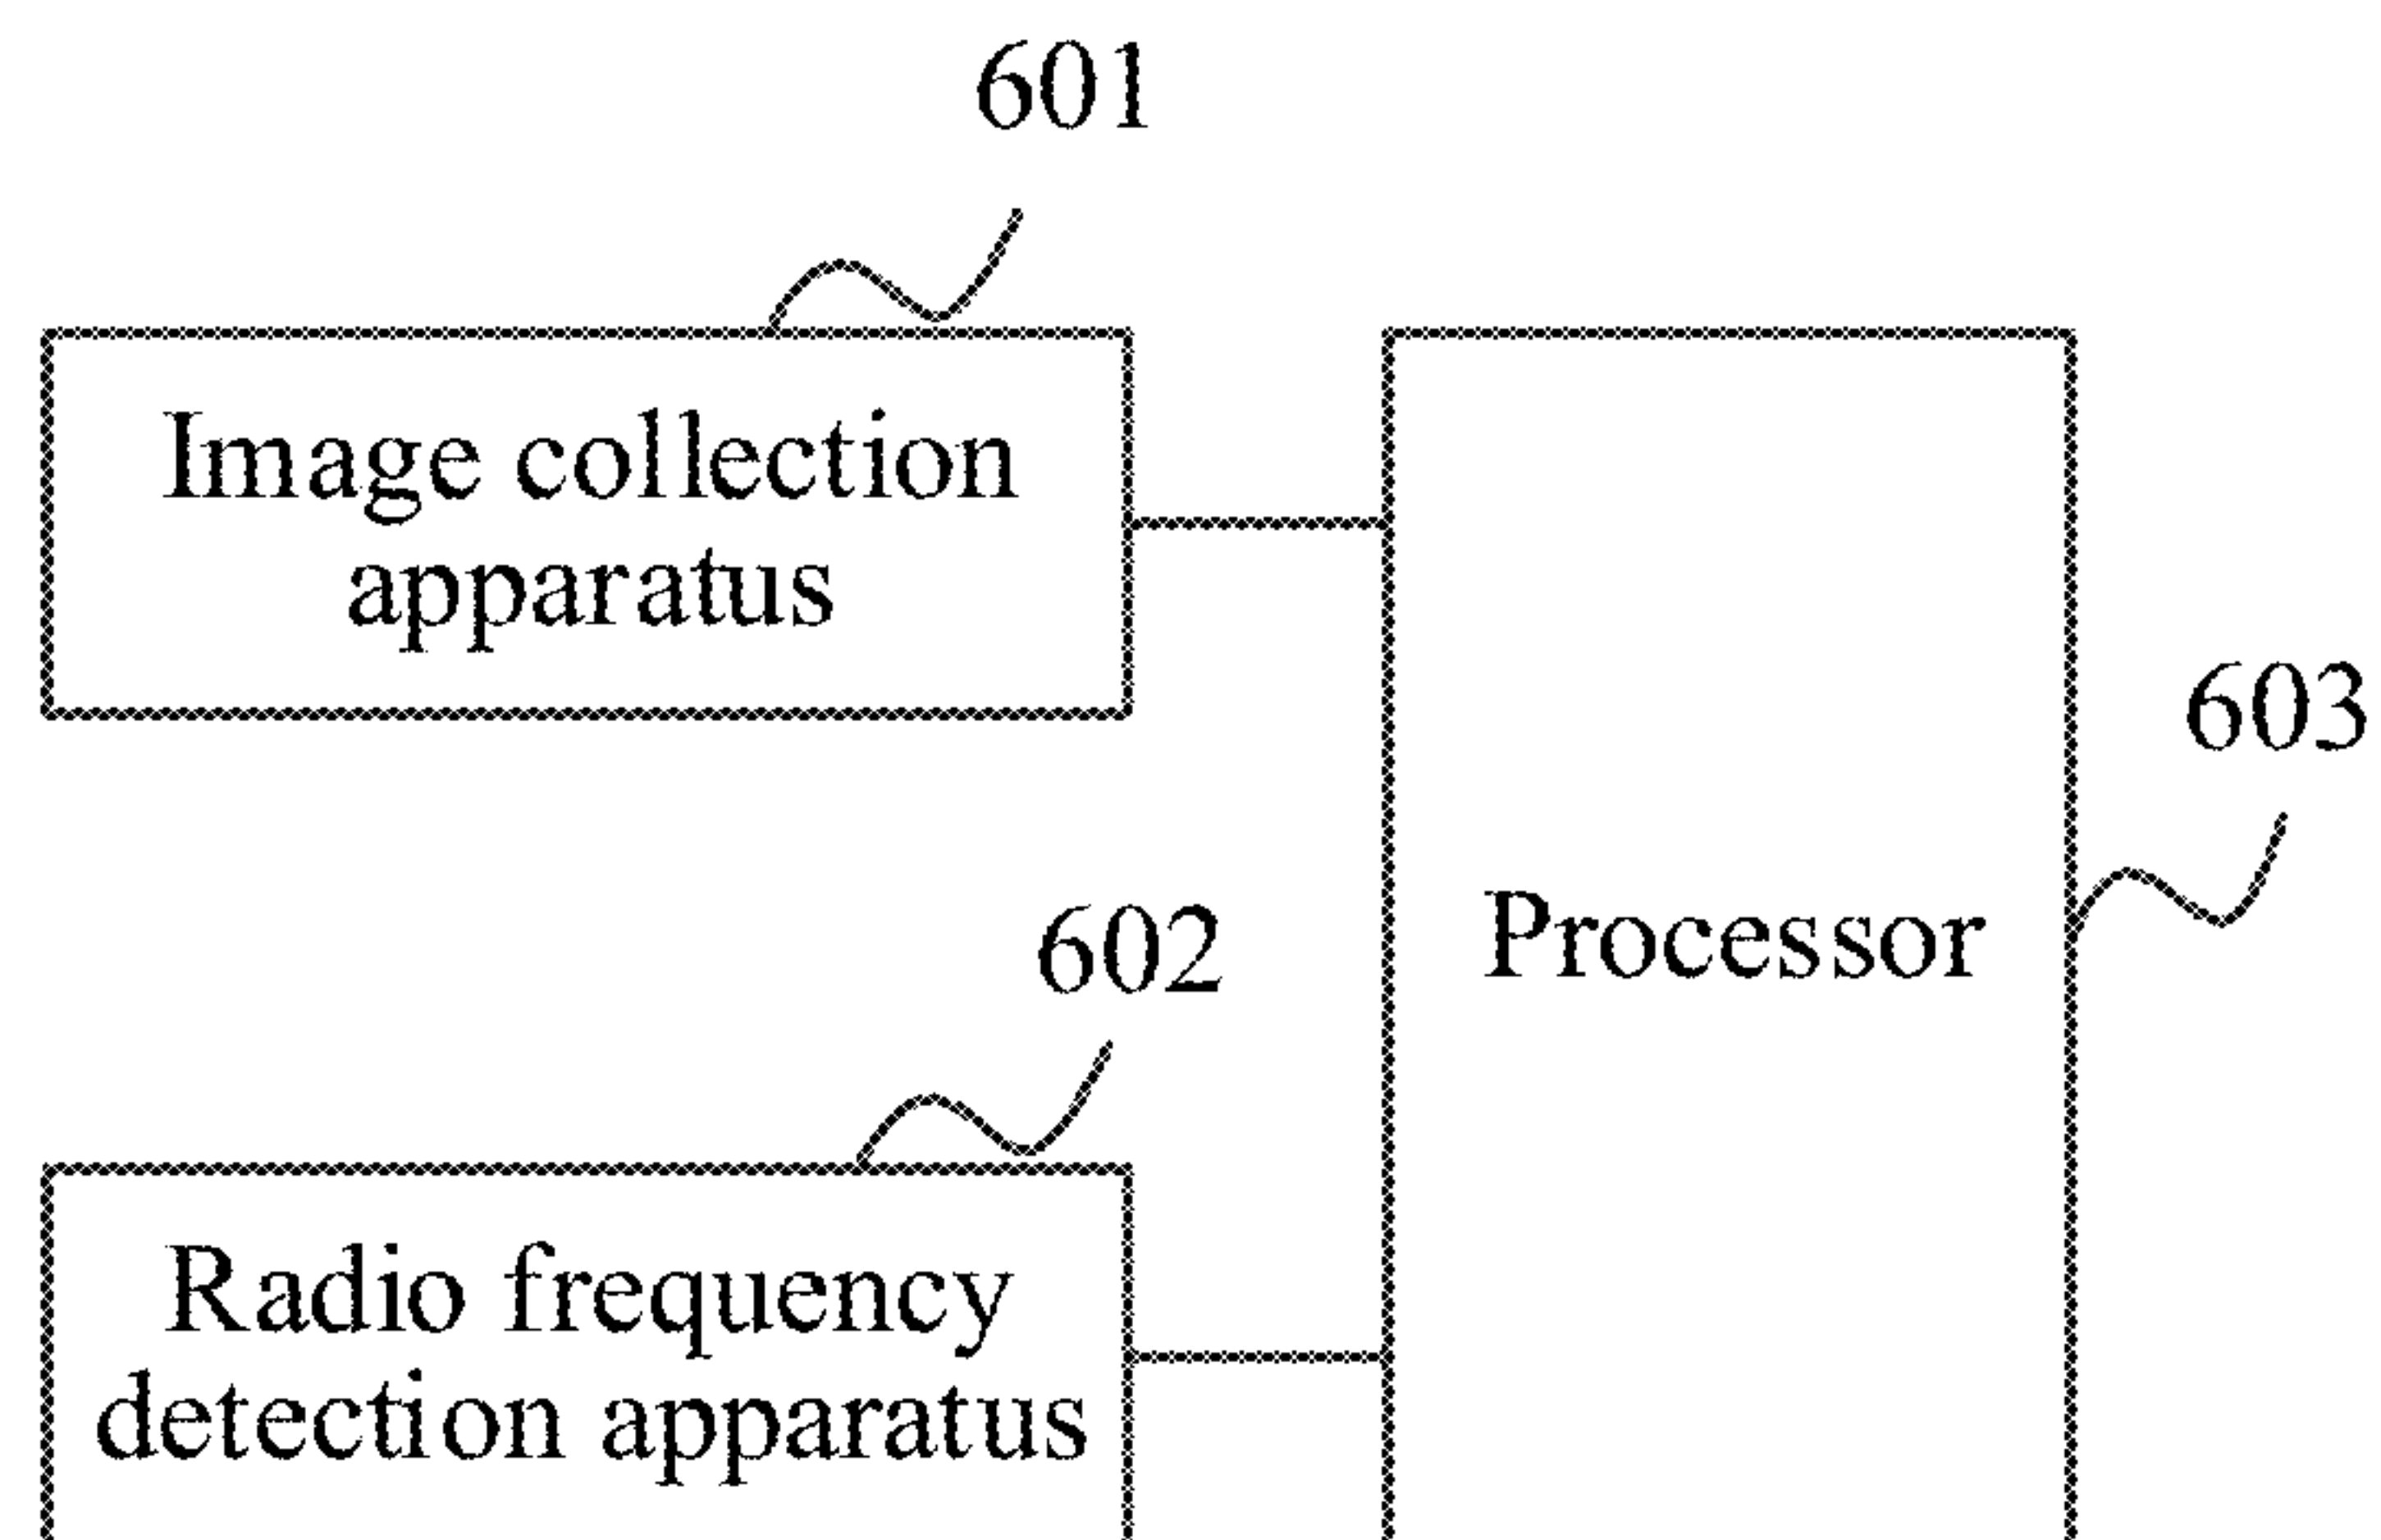 601
Image collection
apparatus
603
602
Processor
Radio frequency
detection apparatus